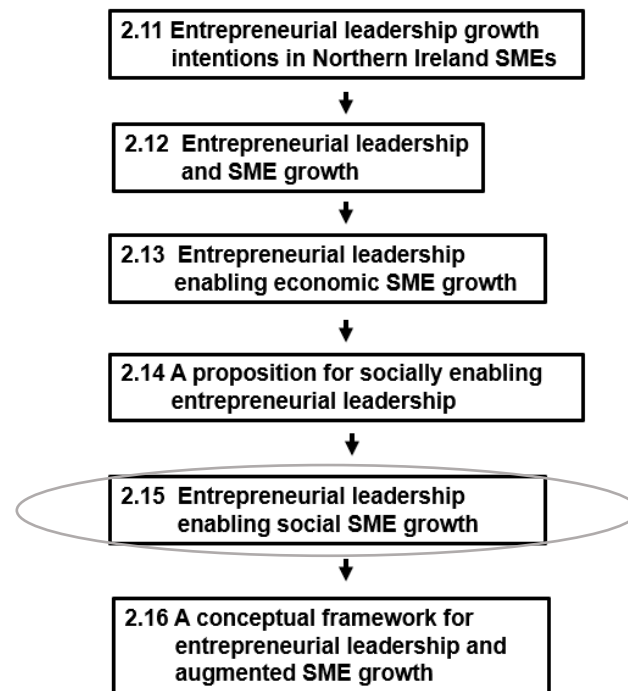 2.11 Entrepreneurial leadership growth
intentions in Northern Ireland SMEs
2.12 Entrepreneurial leadership
and SME growth
2.13 Entrepreneurial leadership
enabling economic SME growth
2.14 A proposition for socially enabling
entrepreneurial leadership
2.15 Entrepreneurial leadership
enabling social SME growth
2.16 A conceptual framework for
entrepreneurial leadership and
augmented SME growth